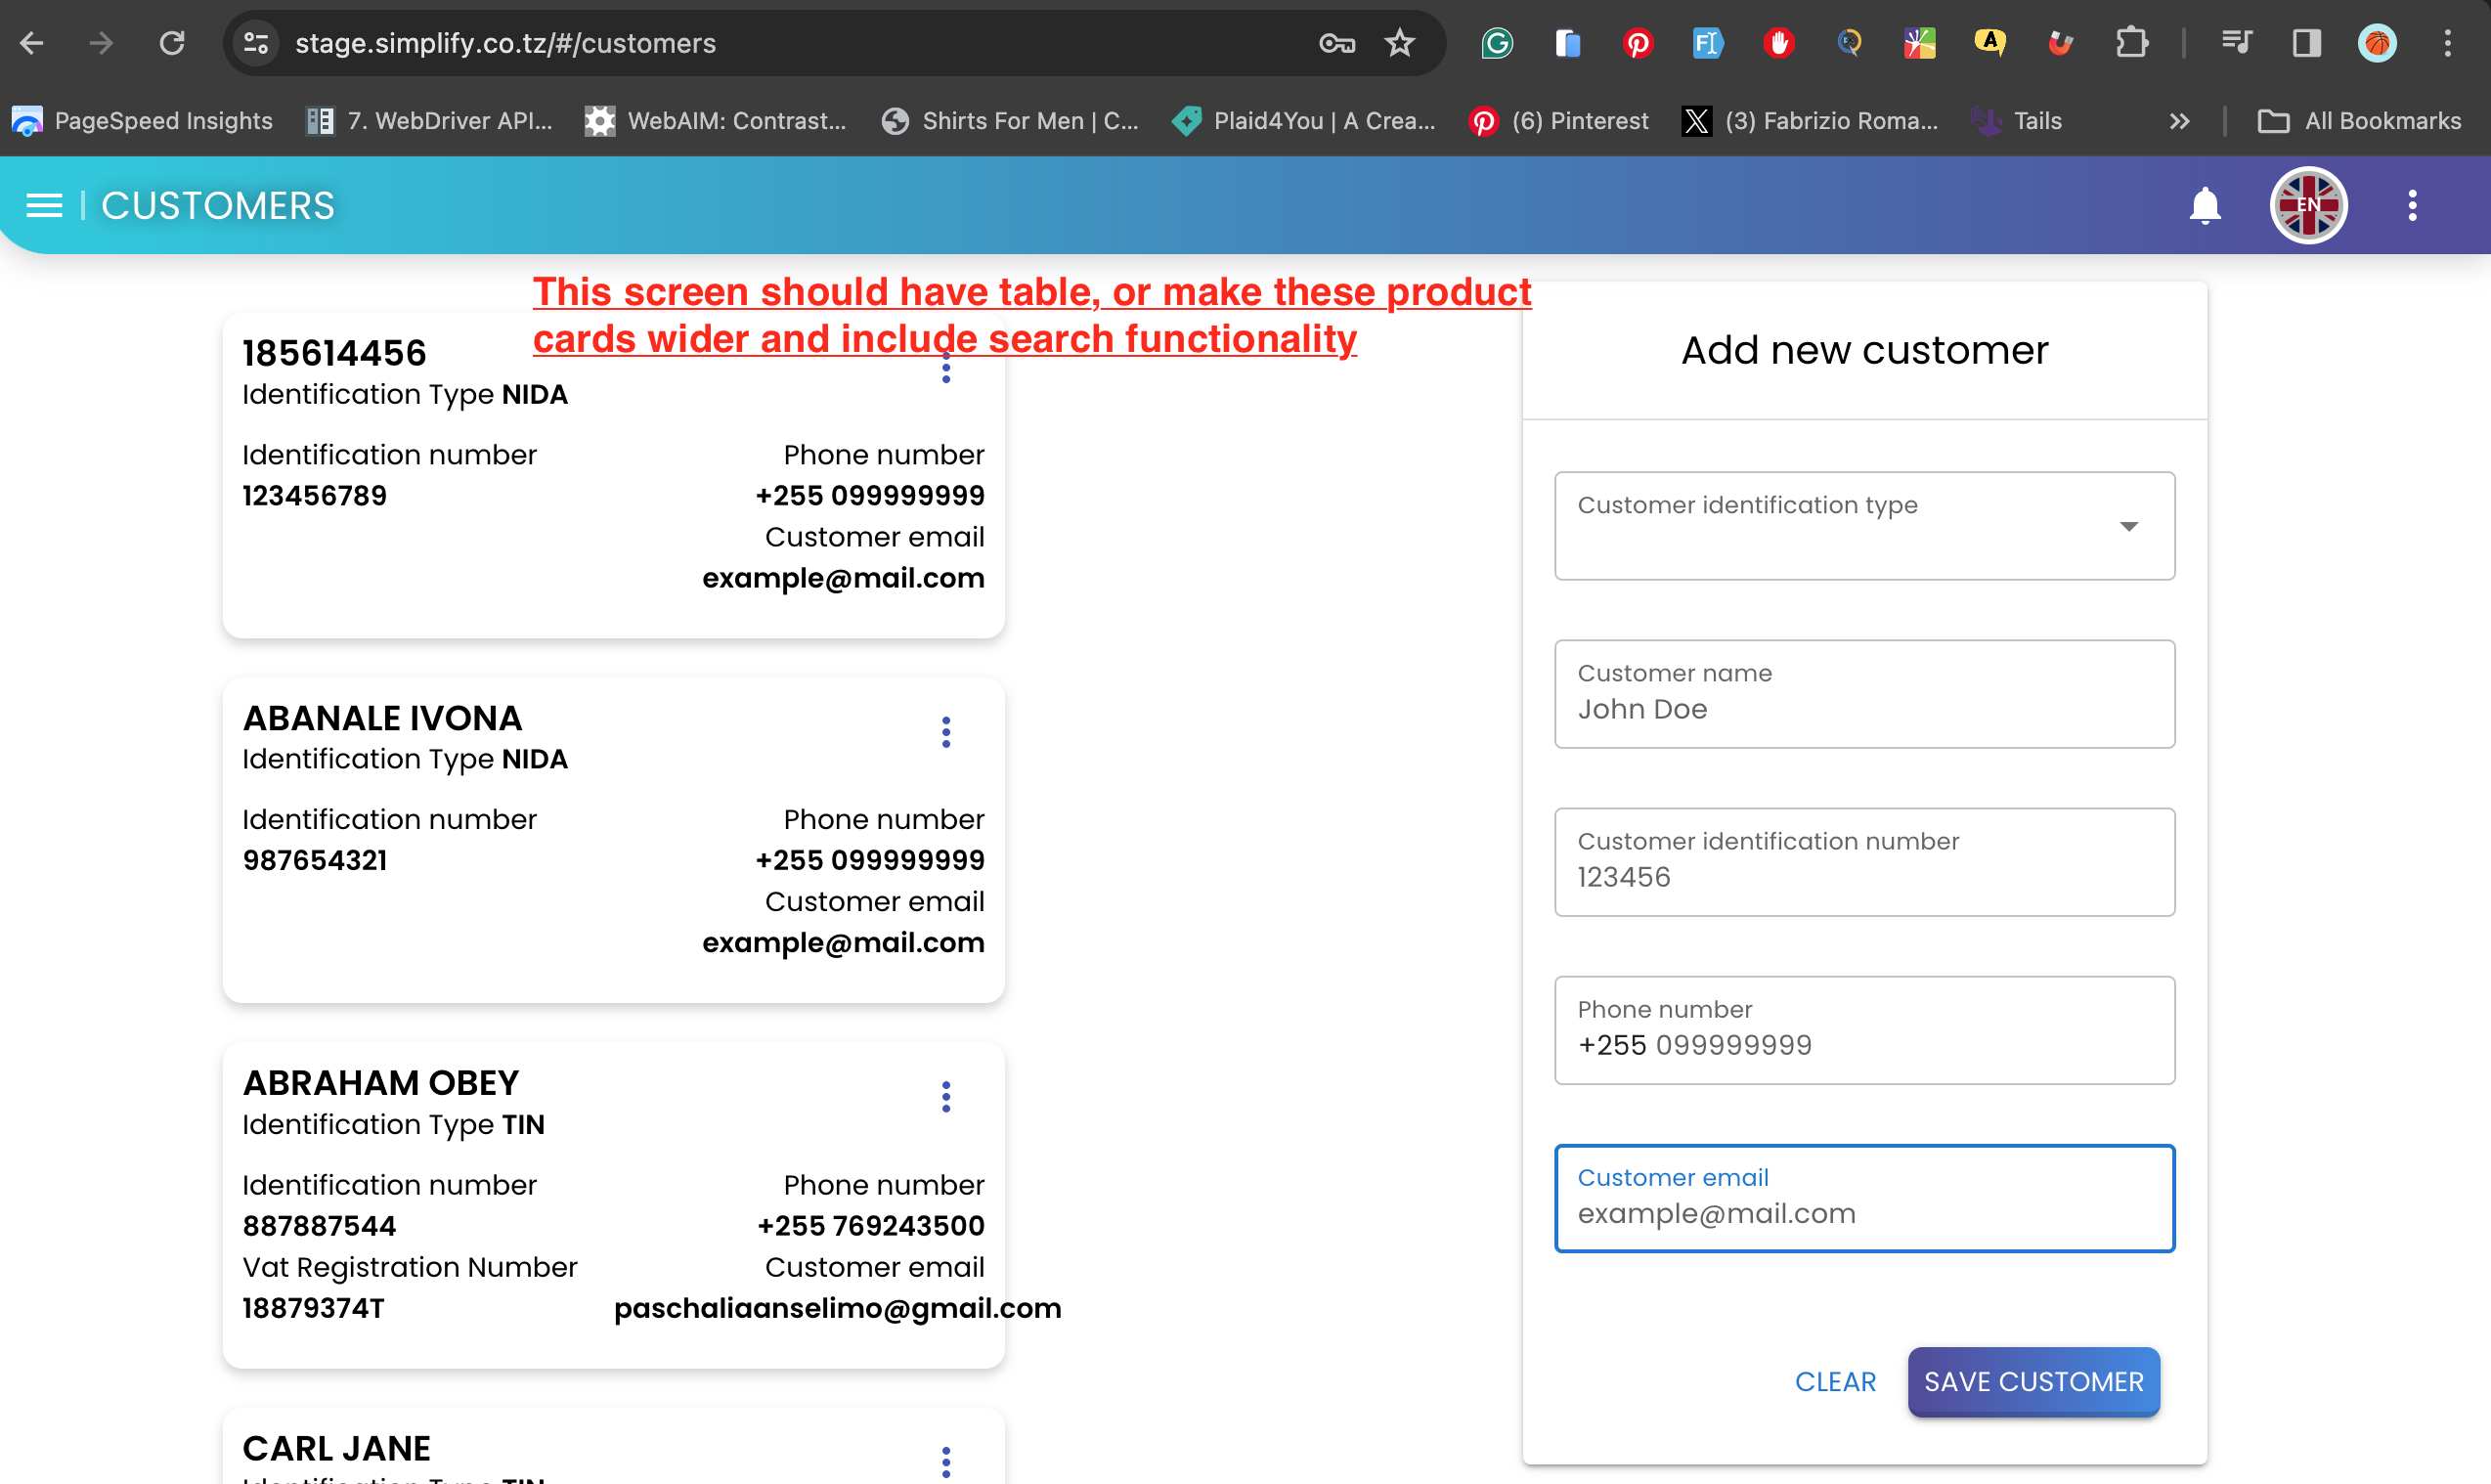 stage.simplify.co.tz/#/customers
PageSpeed Insights
7. WebDriver API...
WebAIM: Contrast...
Shirts For Men | C...
Plaid4You | A Crea...
(6) Pinterest
(3) Fabrizio Roma...
Tails
All Bookmarks
CUSTOMERS
EN
This screen should have table, or make these product
cards wider and include search functionality
185614456
Identification Type NIDA
Identification number
123456789
Phone number
+255 099999999
Customer email
example@mail.com
ABANALE IVONA
Identification Type NIDA
Identification number
987654321
Phone number
+255 099999999
Customer email
example@mail.com
ABRAHAM OBEY
Identification Type TIN
Identification number
887887544
Vat Registration Number
18879374T
Phone number
+255 769243500
Customer email
paschaliaanselimo@gmail.com
CARL JANE
Identification Type TIN
Add new customer
Customer identification type
Customer name
John Doe
Customer identification number
123456
Phone number
+255 099999999
Customer email
example@mail.com
CLEAR
SAVE CUSTOMER